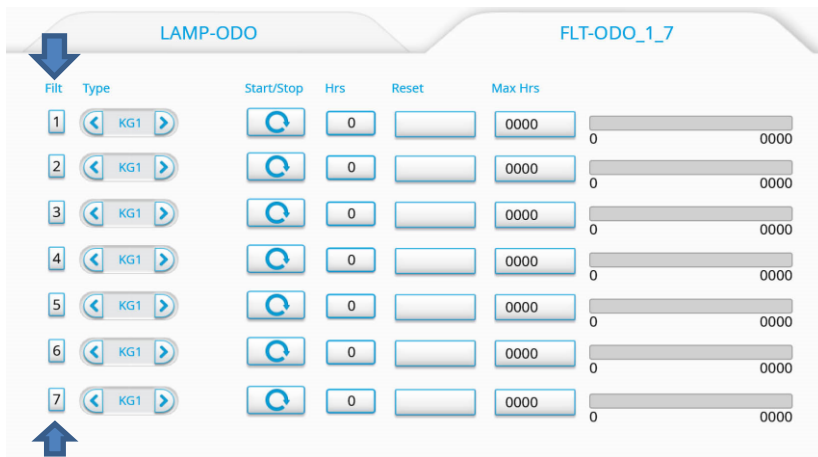 LAMP-ODO FLT-ODO_1_7
Filt Type Start/Stop Hrs Reset Max Hrs
1 KG1 0 0000
0 0000
2 KG1 0 0000
0 0000
3 KG1 0 0000
0 0000
4 KG1 0 0000
0 0000
5 KG1 0 0000
0 0000
6 KG1 0 0000
0 0000
7 KG1 0 0000
0 0000